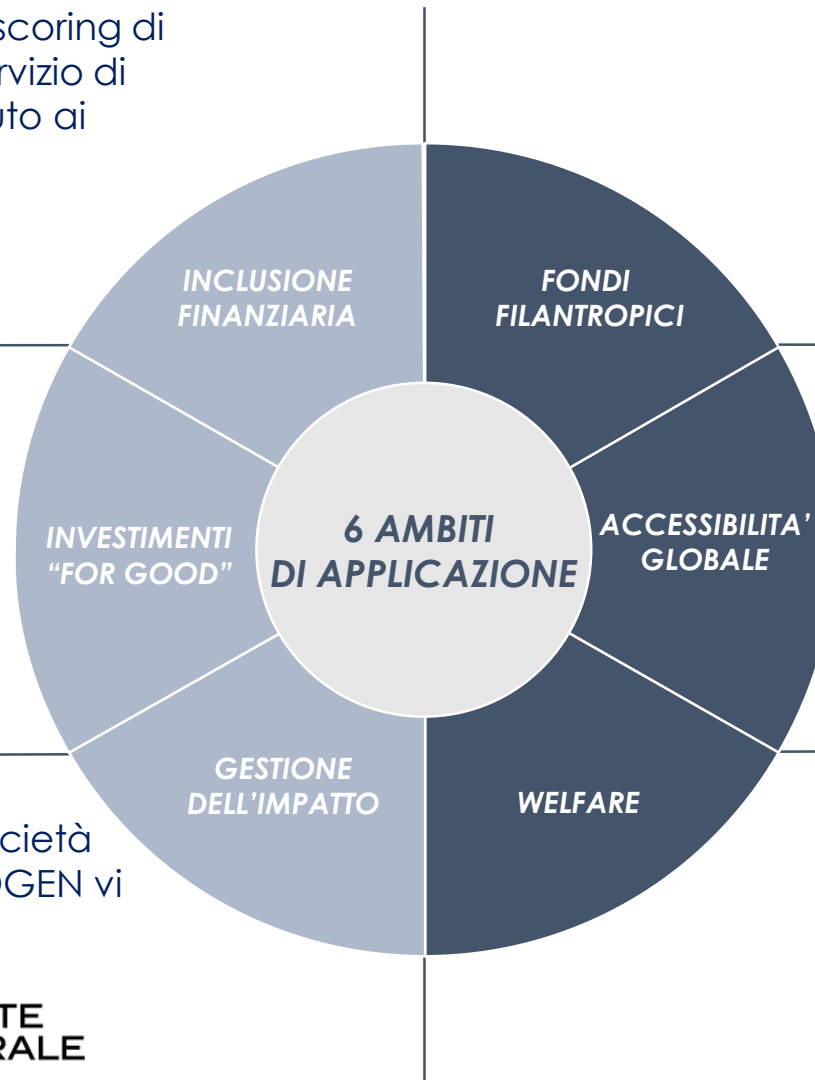 scoring di
rvizio di
uto ai
INCLUSIONE
FINANZIARIA
FONDI
FILANTROPICI
INVESTIMENTI
“FOR GOOD”
6 AMBITI
DI APPLICAZIONE
ACCESSIBILITA’
GLOBALE
GESTIONE
DELL’IMPATTO
WELFARE
cietà
OGEN vi
TE
RALE